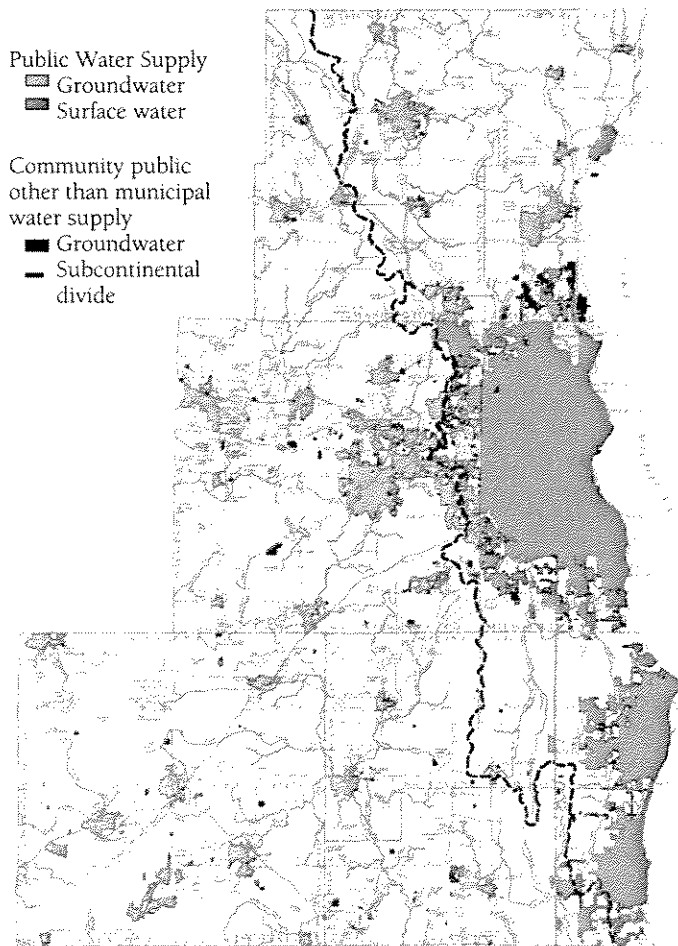 Public Water Supply
Groundwater
Surface water
Community public
other than municipal
water supply
Groundwater
Subcontinental
divide